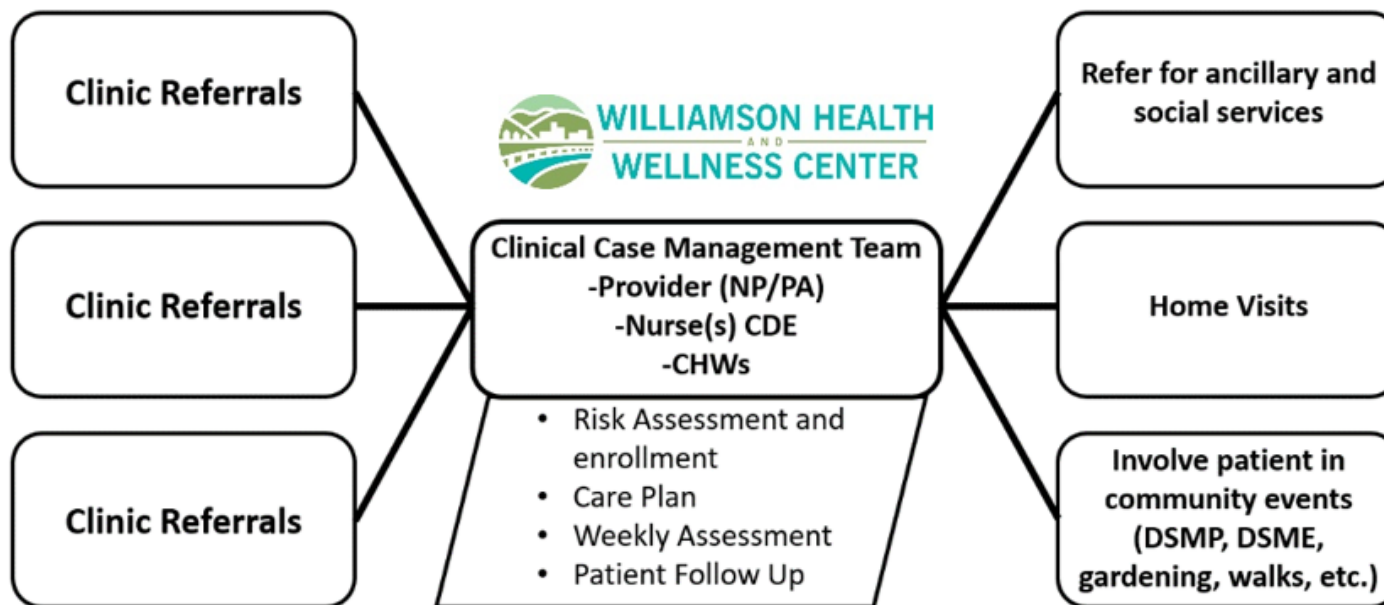 Clinic Referrals
Clinic Referrals
Clinic Referrals
WILLIAMSON HEALTH
AND
WELLNESS CENTER
Clinical Case Management Team
-Provider (NP/PA)
-Nurse(s) CDE
-CHWs
• Risk Assessment and
enrollment
• Care Plan
• Weekly Assessment
• Patient Follow Up
Refer for ancillary and
social services
Home Visits
Involve patient in
community events
(DSMP, DSME,
gardening, walks, etc.)